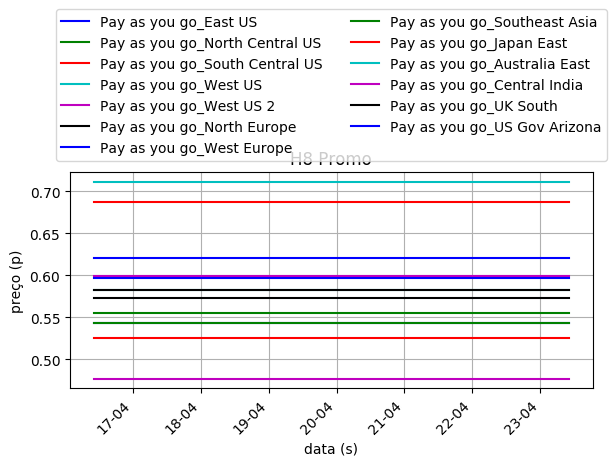 Pay as you go_East US
Pay as you go_North Central US
Pay as you go_South Central US
Pay as you go_West US
Pay as you go_West US 2
Pay as you go_North Europe
Pay as you go_West Europe
Pay as you go_Southeast Asia
Pay as you go_Japan East
Pay as you go_Australia East
Pay as you go_Central India
Pay as you go_UK South
Pay as you go_US Gov Arizona
H8 Promo
0.70
0.65
0.60
0.55
0.50
preço (p)
17-04
18-04
19-04
20-04
21-04
22-04
23-04
data (s)